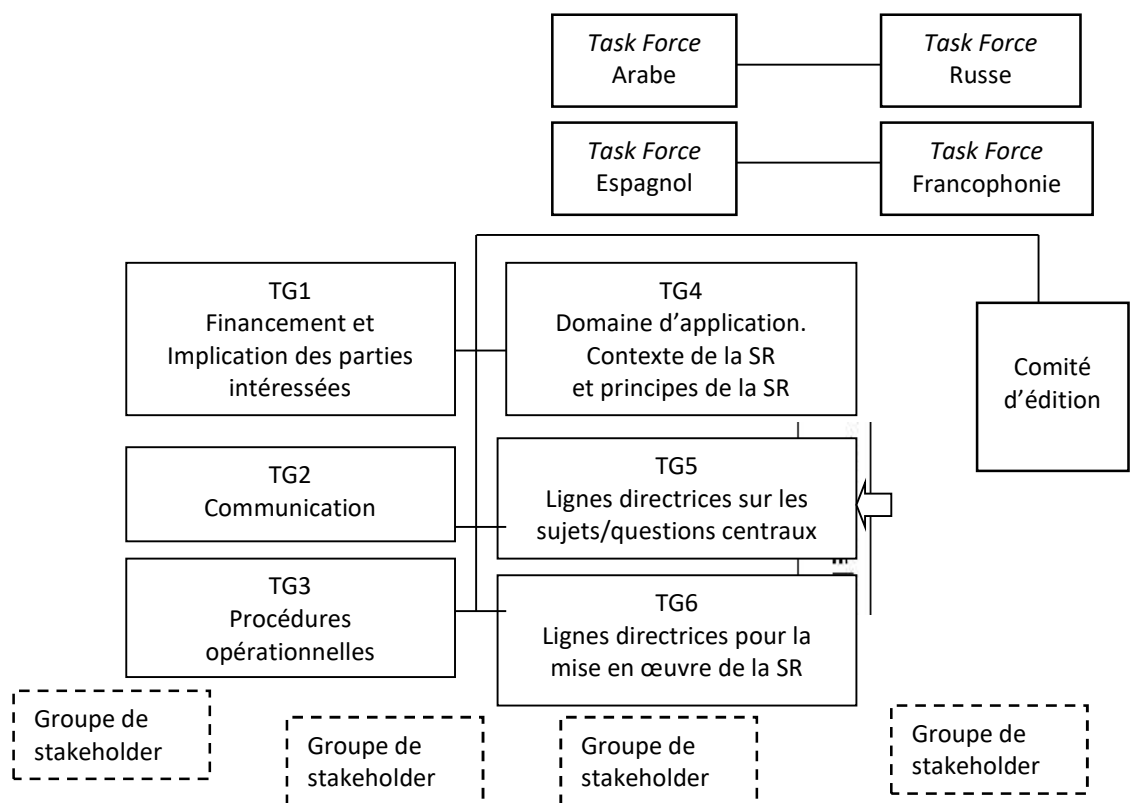 Task Force
Arabe
Task Force
Russe
Task Force
Espagnol
Task Force
Francophonie
TG1
Financement et
Implication des parties
intéressées
TG4
Domaine d’application.
Contexte de la SR
et principes de la SR
Comité
d’édition
TG2
Communication
TG5
Lignes directrices sur les
sujets/questions centraux
TG3
Procédures
opérationnelles
TG6
Lignes directrices pour la
mise en œuvre de la SR
Groupe de
stakeholder
Groupe de
stakeholder
Groupe de
stakeholder
Groupe de
stakeholder